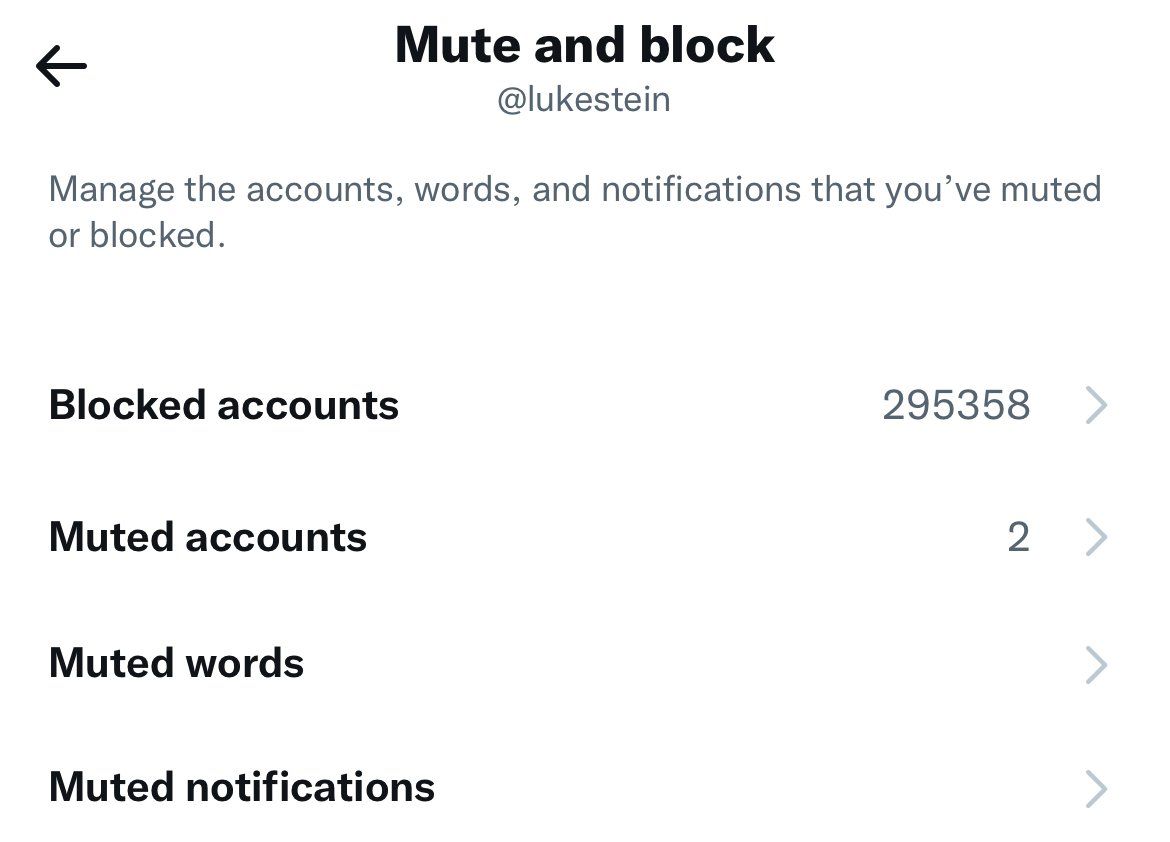 Mute and block
@lukestein
Manage the accounts, words, and notifications that you’ve muted
or blocked.
Blocked accounts 295358
Muted accounts 2
Muted words
Muted notifications